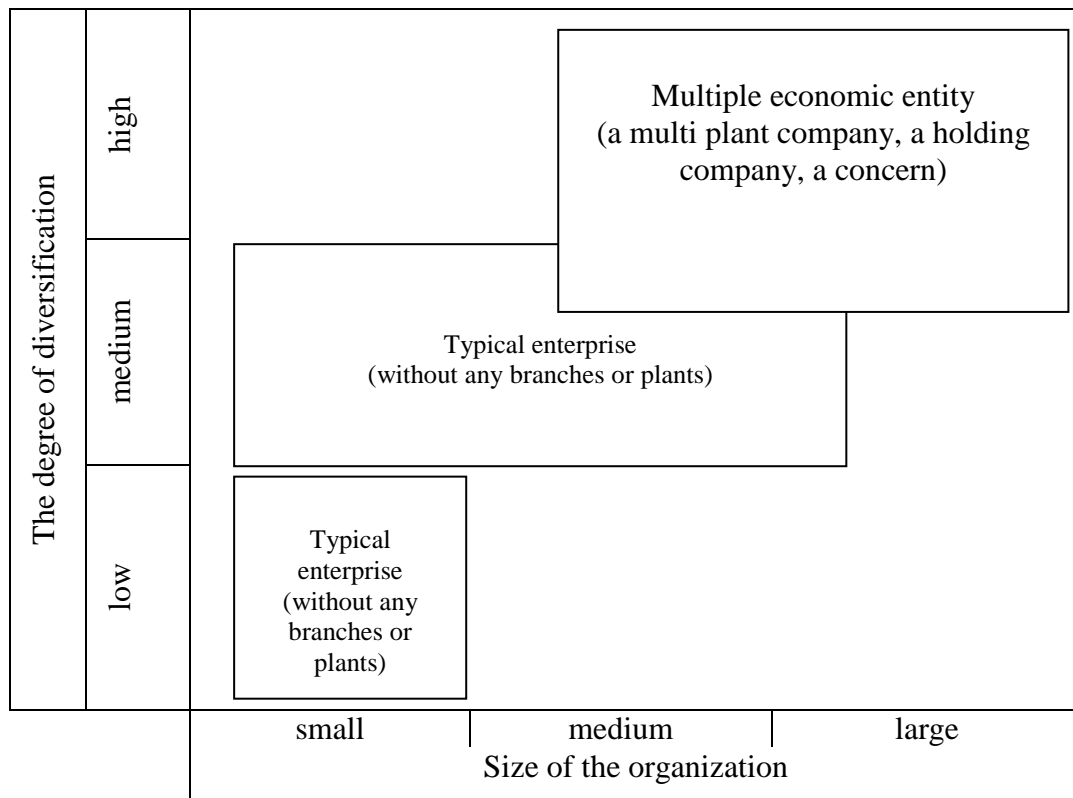 The degree of diversification
high
medium
low
Multiple economic entity
(a multi plant company, a holding
company, a concern)
Typical enterprise
(without any branches or plants)
Typical
enterprise
(without any
branches or
plants)
small medium large
Size of the organization